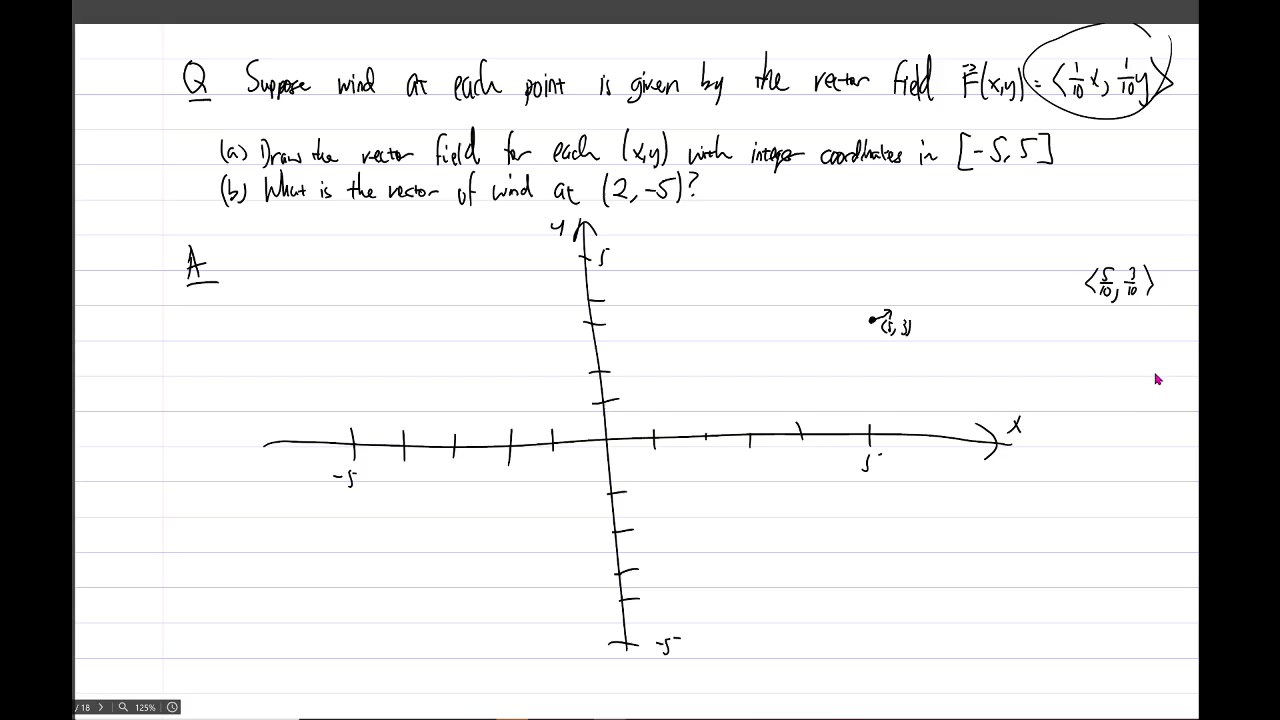 Q Suppose wind at each point is given by the vector field F⃗(x,y) = ⟨1/10 x, 1/10 y⟩
(a) Draw the vector field for each (x,y) with integer coordinates in [-5, 5]
(b) What is the vector of wind at (2, -5)?
y
5
A
⟨5/10, 3/10⟩
(5, 3)
x
-5
5
-5
/ 18
125%